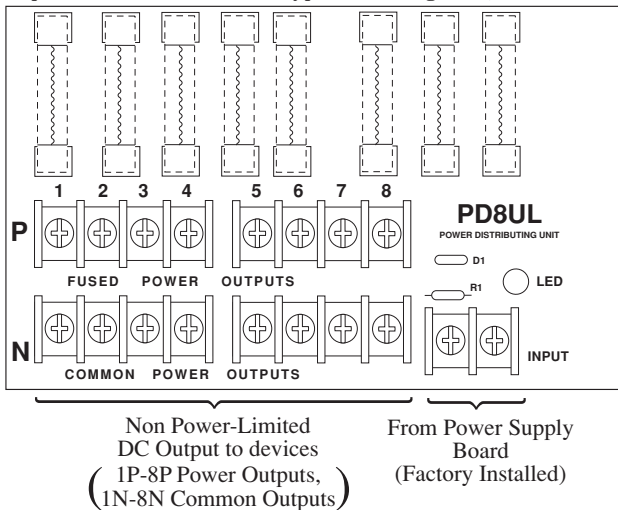 1 2 3 4 5 6 7 8
P
PD8UL
POWER DISTRIBUTING UNIT
D1
FUSED POWER OUTPUTS
R1
LED
N
INPUT
COMMON POWER OUTPUTS
Non Power-Limited
DC Output to devices
(1P-8P Power Outputs,
1N-8N Common Outputs)
From Power Supply
Board
(Factory Installed)